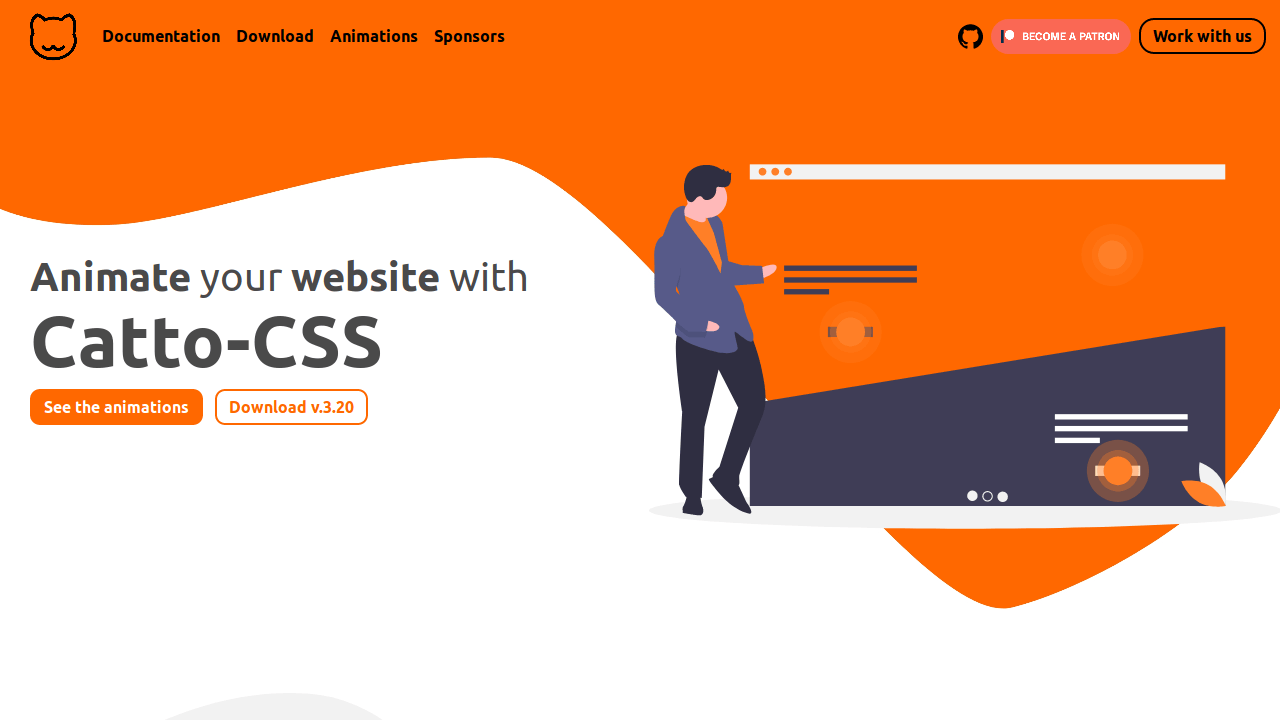 Documentation Download Animations Sponsors BECOME A PATRON Work with us
Animate your website with
Catto-CSS
See the animations Download v.3.20